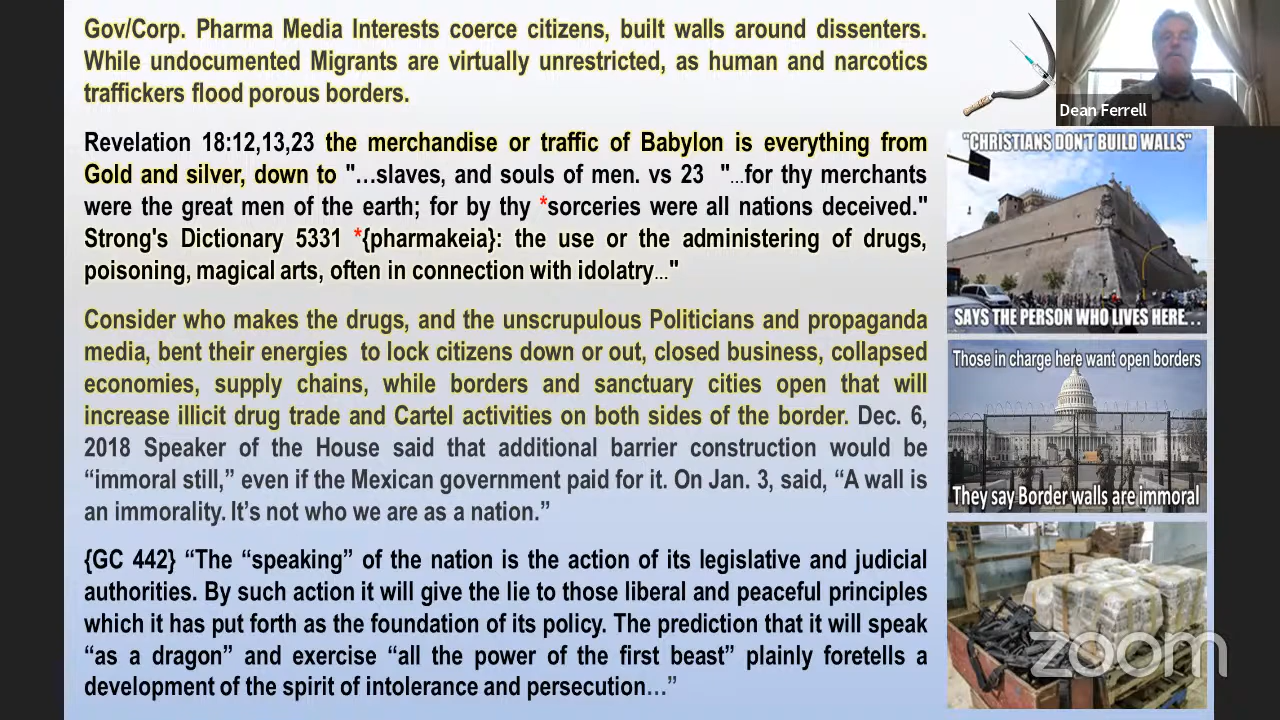 Gov/Corp. Pharma Media Interests coerce citizens, built walls around dissenters.
While undocumented Migrants are virtually unrestricted, as human and narcotics
traffickers flood porous borders.
Revelation 18:12,13,23 the merchandise or traffic of Babylon is everything from
Gold and silver, down to "…slaves, and souls of men. vs 23 "…for thy merchants
were the great men of the earth; for by thy *sorceries were all nations deceived."
Strong's Dictionary 5331 *{pharmakeia}: the use or the administering of drugs,
poisoning, magical arts, often in connection with idolatry…"
Consider who makes the drugs, and the unscrupulous Politicians and propaganda
media, bent their energies to lock citizens down or out, closed business, collapsed
economies, supply chains, while borders and sanctuary cities open that will
increase illicit drug trade and Cartel activities on both sides of the border. Dec. 6,
2018 Speaker of the House said that additional barrier construction would be
“immoral still,” even if the Mexican government paid for it. On Jan. 3, said, “A wall is
an immorality. It’s not who we are as a nation.”
{GC 442} “The “speaking” of the nation is the action of its legislative and judicial
authorities. By such action it will give the lie to those liberal and peaceful principles
which it has put forth as the foundation of its policy. The prediction that it will speak
“as a dragon” and exercise “all the power of the first beast” plainly foretells a
development of the spirit of intolerance and persecution…”
Dean Ferrell
"CHRISTIANS DON'T BUILD WALLS"
SAYS THE PERSON WHO LIVES HERE...
Those in charge here want open borders
They say Border walls are immoral
zoom